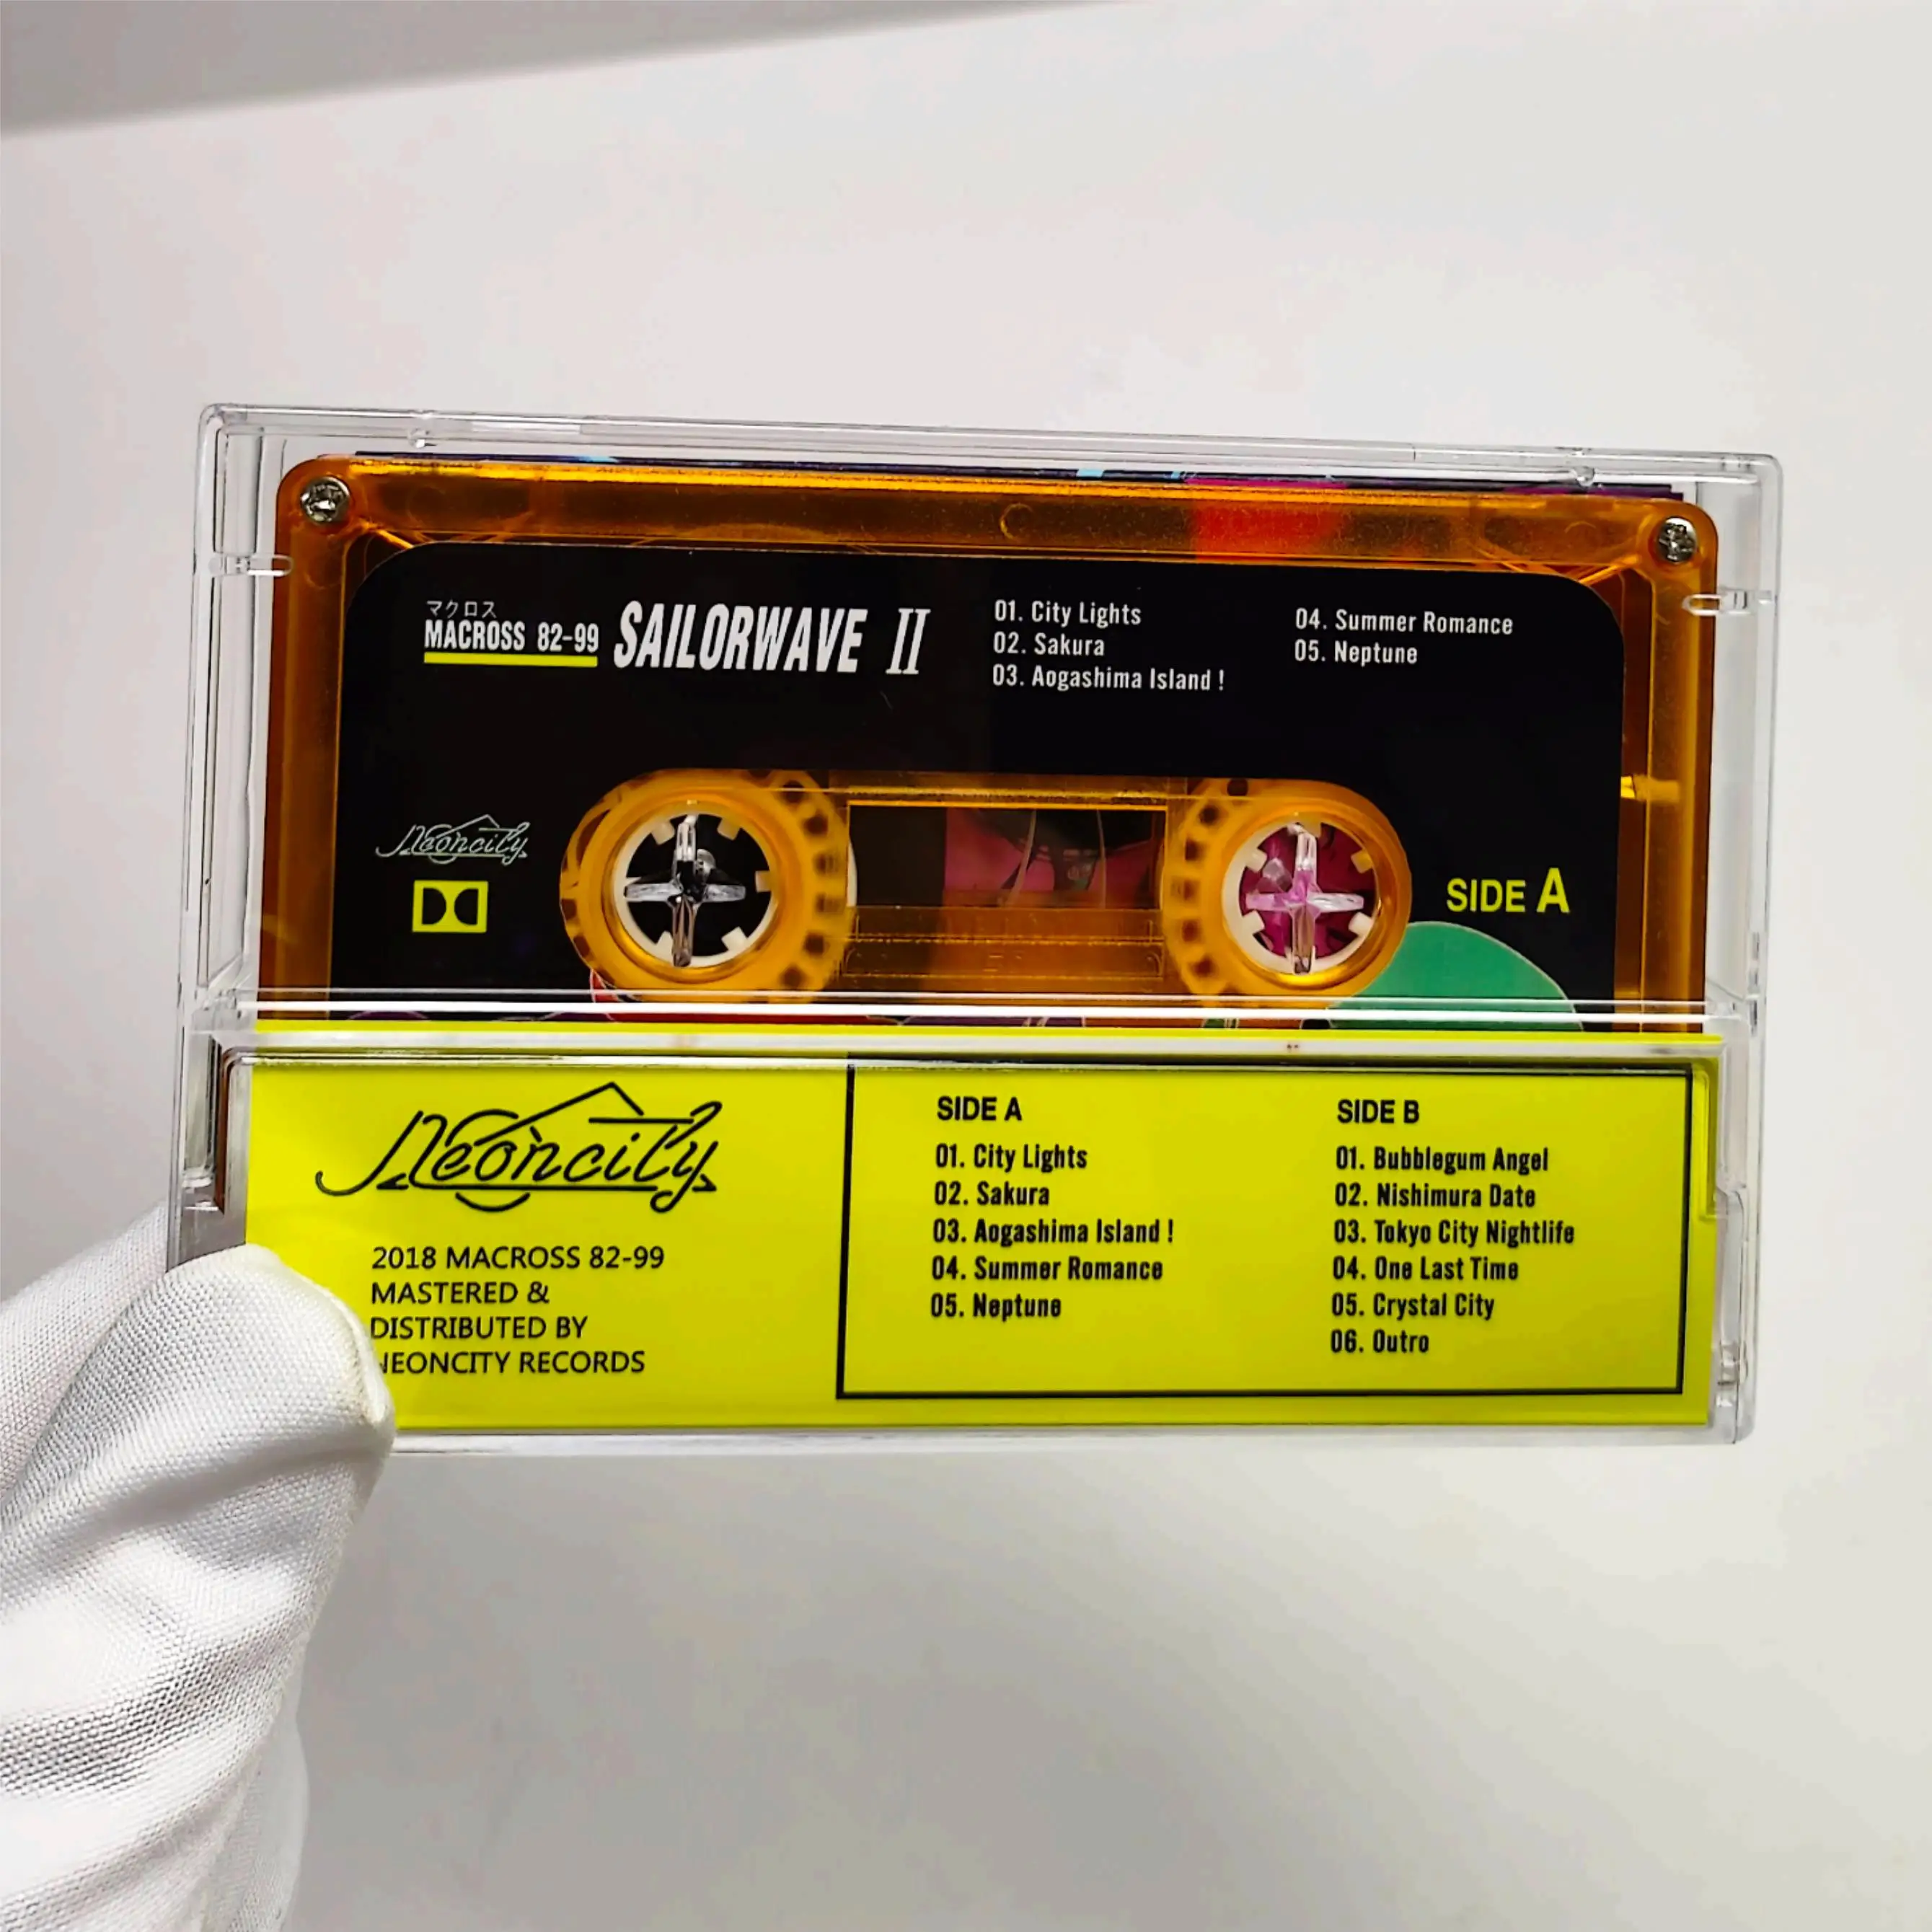 マクロス
MACROSS 82-99
SAILORWAVE II
01. City Lights
02. Sakura
03. Aogashima Island !
04. Summer Romance
05. Neptune
Neoncity
SIDE A
Neoncity
2018 MACROSS 82-99
MASTERED &
DISTRIBUTED BY
NEONCITY RECORDS
SIDE A
01. City Lights
02. Sakura
03. Aogashima Island !
04. Summer Romance
05. Neptune
SIDE B
01. Bubblegum Angel
02. Nishimura Date
03. Tokyo City Nightlife
04. One Last Time
05. Crystal City
06. Outro